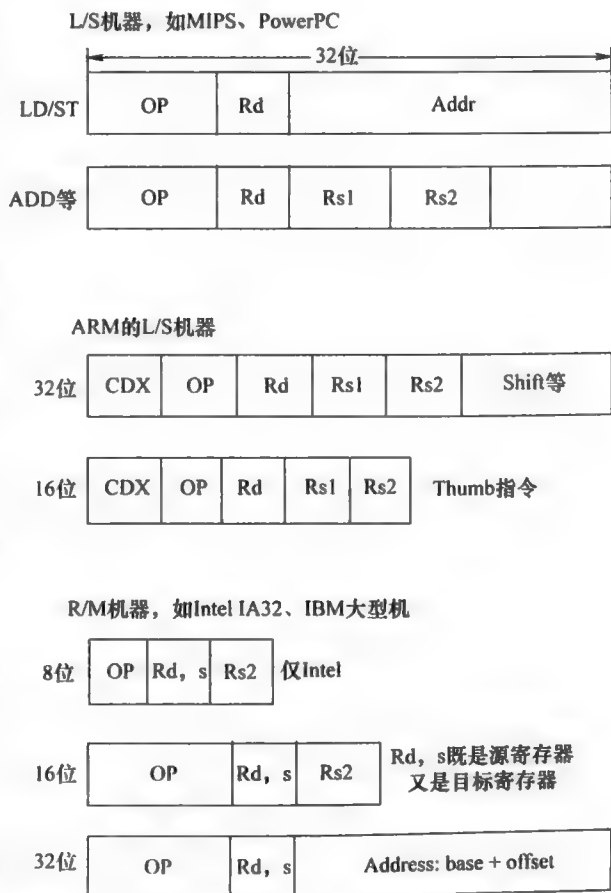 L/S机器，如MIPS、PowerPC
32位
LD/ST OP Rd Addr
ADD等 OP Rd Rs1 Rs2
ARM的L/S机器
32位 CDX OP Rd Rs1 Rs2 Shift等
16位 CDX OP Rd Rs1 Rs2 Thumb指令
R/M机器，如Intel IA32、IBM大型机
8位 OP Rd，s Rs2 仅Intel
16位 OP Rd，s Rs2 Rd，s既是源寄存器
又是目标寄存器
32位 OP Rd，s Address: base + offset